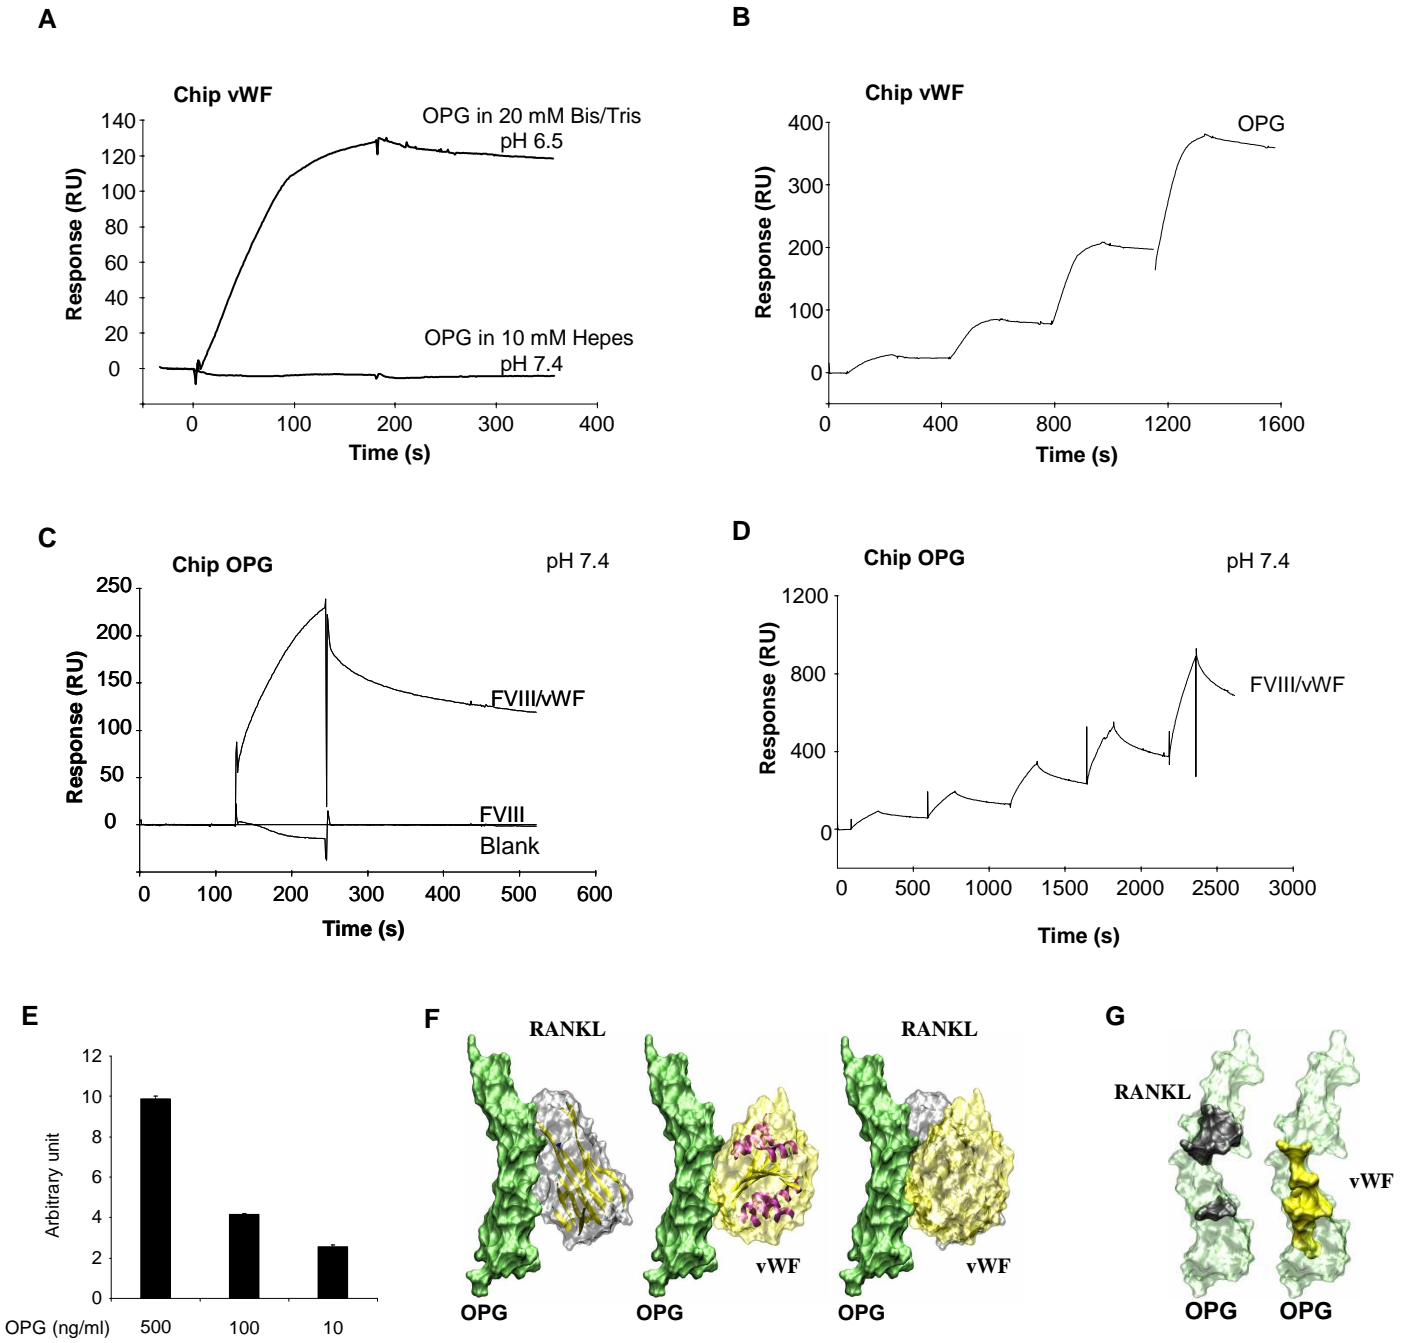 A
Chip vWF
OPG in 20 mM Bis/Tris
pH 6.5
OPG in 10 mM Hepes
pH 7.4
Response (RU)
140
120
100
80
60
40
20
0
0 100 200 300 400
Time (s)
B
Chip vWF
OPG
Response (RU)
400
300
200
100
0
0 400 800 1200 1600
Time (s)
C
Chip OPG
pH 7.4
Response (RU)
250
200
150
100
50
0
FVIII/vWF
FVIII
Blank
0 100 200 300 400 500 600
Time (s)
D
Chip OPG
pH 7.4
Response (RU)
1200
800
400
0
FVIII/vWF
0 500 1000 1500 2000 2500 3000
Time (s)
E
Arbitrary unit
12
10
8
6
4
2
0
OPG (ng/ml) 500 100 10
F
RANKL
RANKL
vWF
vWF
OPG
OPG
OPG
G
RANKL
vWF
OPG
OPG